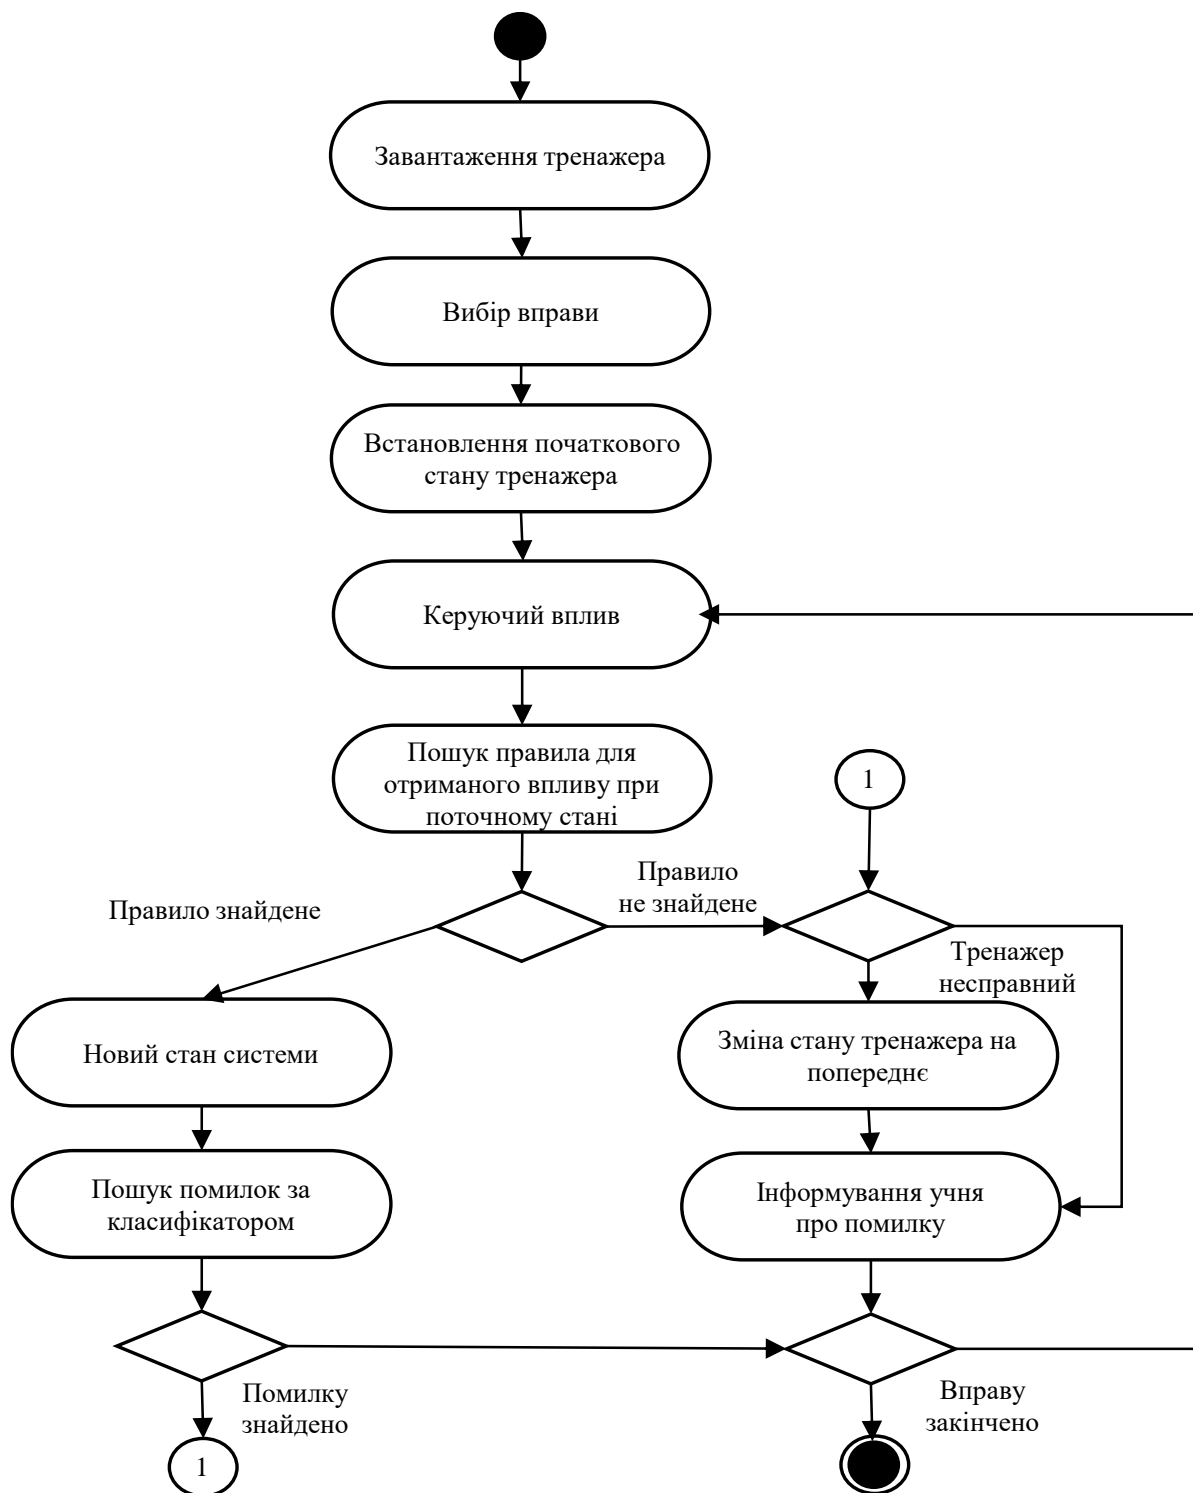 Завантаження тренажера
Вибір вправи
Встановлення початкового
стану тренажера
Керуючий вплив
Пошук правила для
отриманого впливу при
поточному стані
1
Правило знайдене
Правило
не знайдене
Тренажер
несправний
Новий стан системи
Зміна стану тренажера на
попереднє
Пошук помилок за
класифікатором
Інформування учня
про помилку
Помилку
знайдено
Вправу
закінчено
1